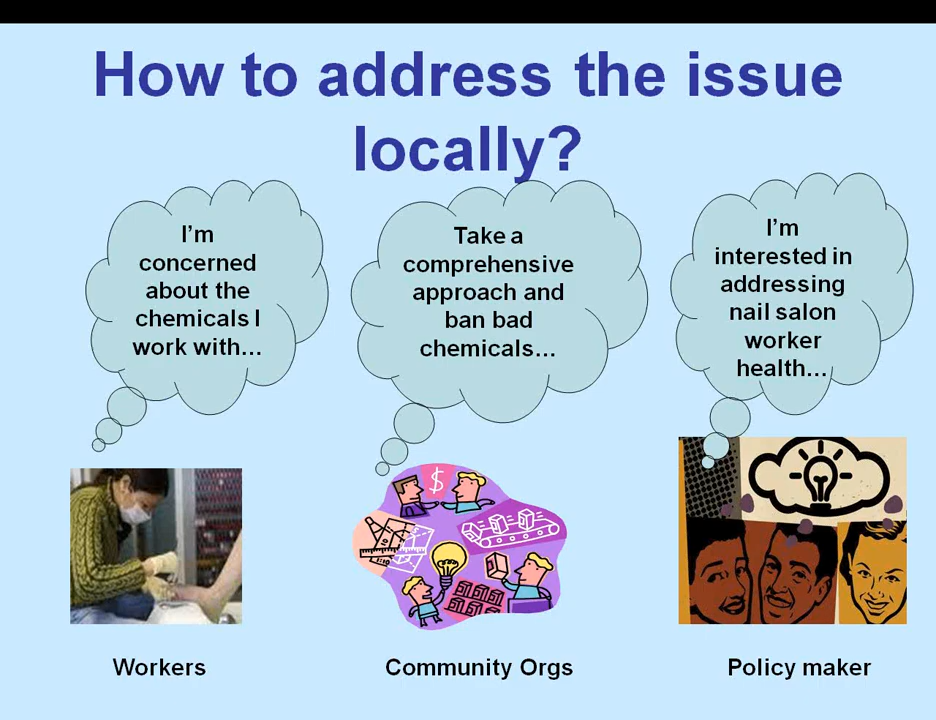 How to address the issue
locally?
I'm
concerned
about the
chemicals I
work with...
Take a
comprehensive
approach and
ban bad
chemicals...
I'm
interested in
addressing
nail salon
worker
health...
$
Workers
Community Orgs
Policy maker